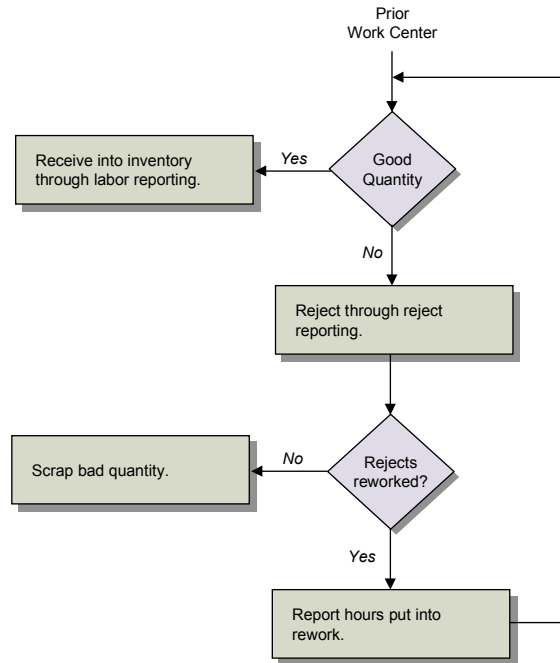 Prior
Work Center
Good
Quantity
Yes
Receive into inventory
through labor reporting.
No
Reject through reject
reporting.
Rejects
reworked?
No
Scrap bad quantity.
Yes
Report hours put into
rework.